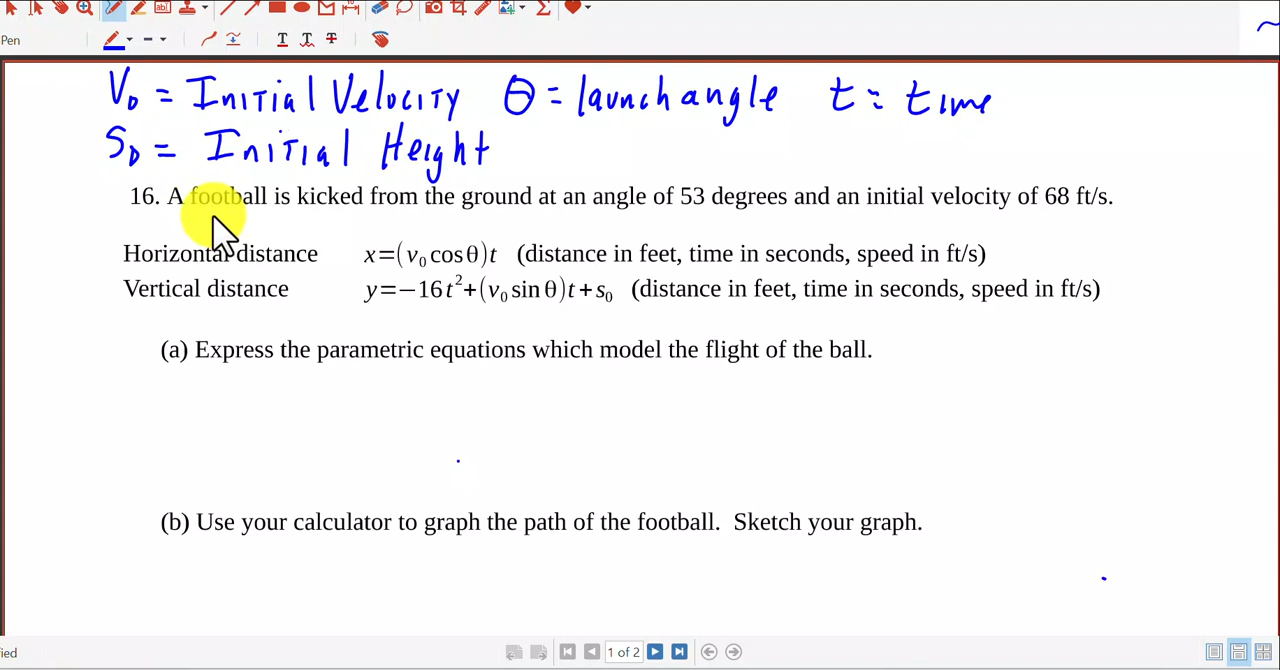 Pen
V₀ = Initial Velocity θ = launch angle t = time
S₀ = Initial Height
16. A football is kicked from the ground at an angle of 53 degrees and an initial velocity of 68 ft/s.
Horizontal distance x=(v₀ cosθ)t (distance in feet, time in seconds, speed in ft/s)
Vertical distance y=−16t²+(v₀ sinθ)t+s₀ (distance in feet, time in seconds, speed in ft/s)
(a) Express the parametric equations which model the flight of the ball.
(b) Use your calculator to graph the path of the football. Sketch your graph.
ied 1 of 2